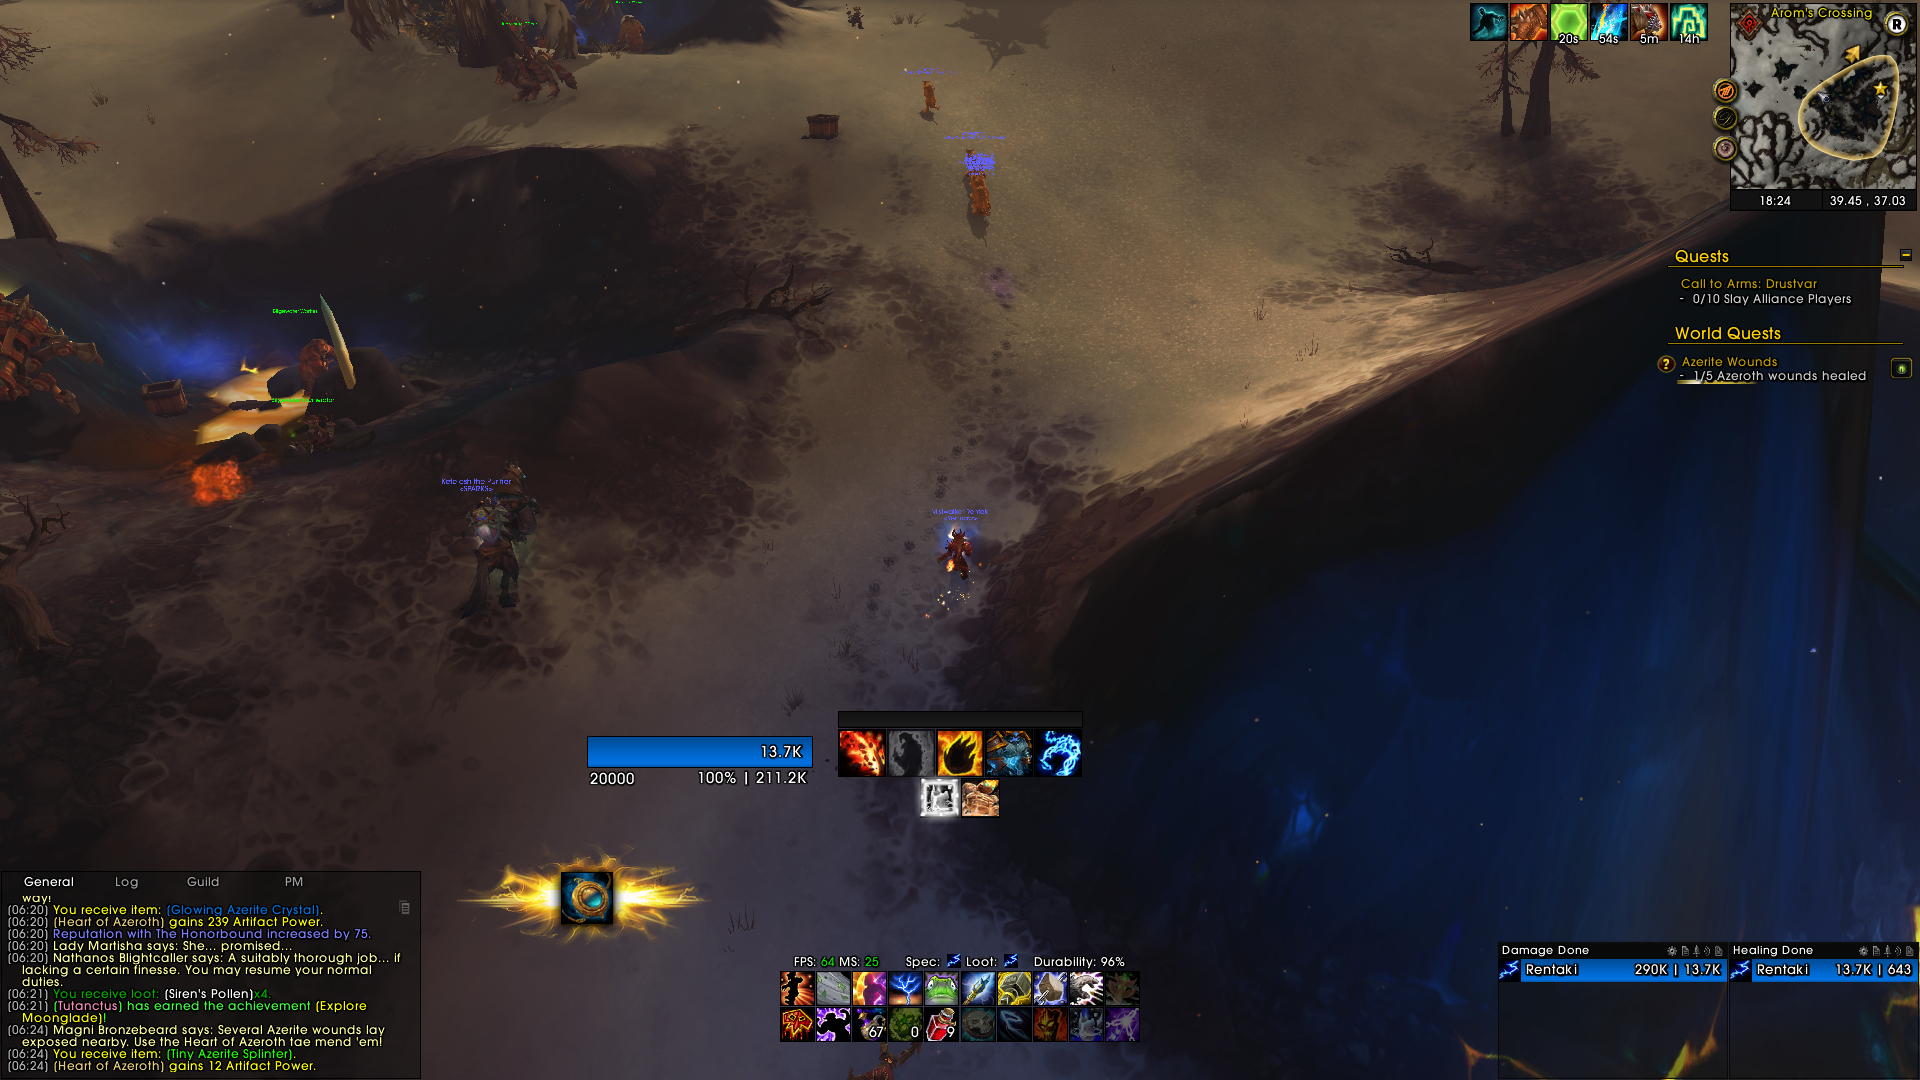 20s
54s
5m
14h
Arom's Crossing
R
18:24
39.45 , 37.03
Quests
Call to Arms: Drustvar
- 0/10 Slay Alliance Players
World Quests
Azerite Wounds
- 1/5 Azeroth wounds healed
<SPARKS>
13.7K
20000
100% | 211.2K
General
Log
Guild
PM
way!
(06:20) You receive item: (Glowing Azerite Crystal).
(06:20) (Heart of Azeroth) gains 239 Artifact Power.
(06:20) Reputation with The Honorbound increased by 75.
(06:20) Lady Martisha says: She... promised...
(06:20) Nathanos Blightcaller says: A suitably thorough job... if
lacking a certain finesse. You may resume your normal
duties.
(06:21) You receive loot: (Siren's Pollen)x4.
(06:21) (Tutanctus) has earned the achievement (Explore
Moonglade)!
(06:24) Magni Bronzebeard says: Several Azerite wounds lay
exposed nearby. Use the Heart of Azeroth tae mend 'em!
(06:24) You receive item: (Tiny Azerite Splinter).
(06:24) (Heart of Azeroth) gains 12 Artifact Power.
FPS: 64 MS: 25
Spec:
Loot:
Durability: 96%
67
0
9
Damage Done
Rentaki
290K | 13.7K
Healing Done
Rentaki
13.7K | 643